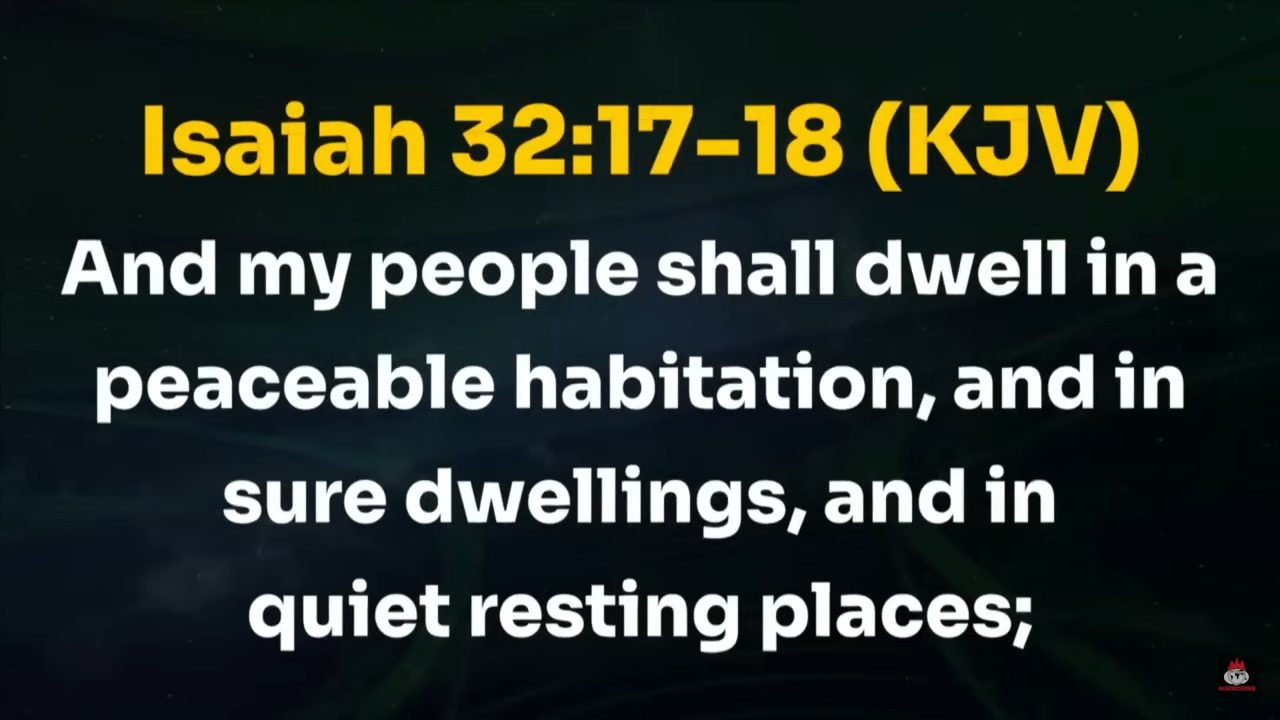 Isaiah 32:17-18 (KJV)
And my people shall dwell in a
peaceable habitation, and in
sure dwellings, and in
quiet resting places;
SUBSCRIBE